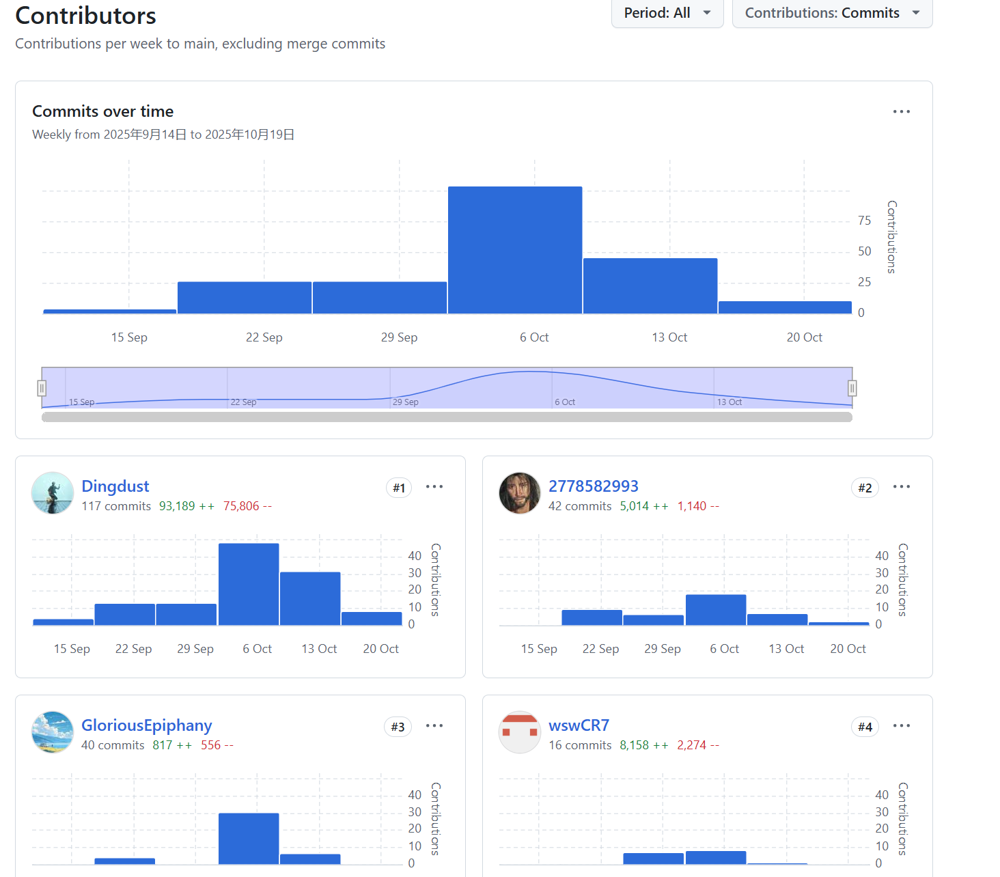 Contributors
Period: All
Contributions: Commits
Contributions per week to main, excluding merge commits
Commits over time
Weekly from 2025年9月14日 to 2025年10月19日
75
50
25
0
Contributions
15 Sep 22 Sep 29 Sep 6 Oct 13 Oct 20 Oct
15 Sep 22 Sep 29 Sep 6 Oct 13 Oct
Dingdust
#1
117 commits 93,189 ++ 75,806 --
40
30
20
10
0
Contributions
15 Sep 22 Sep 29 Sep 6 Oct 13 Oct 20 Oct
2778582993
#2
42 commits 5,014 ++ 1,140 --
40
30
20
10
0
Contributions
15 Sep 22 Sep 29 Sep 6 Oct 13 Oct 20 Oct
GloriousEpiphany
#3
40 commits 817 ++ 556 --
40
30
20
10
0
Contributions
wswCR7
#4
16 commits 8,158 ++ 2,274 --
40
30
20
10
0
Contributions